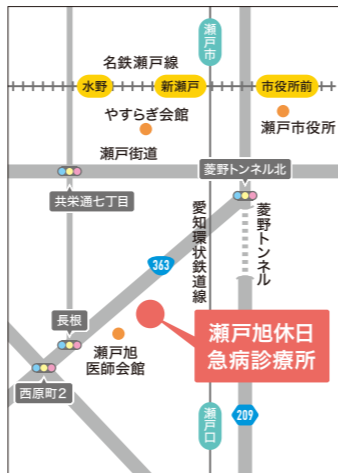 名鉄瀬戸線
瀬戸市
水野
新瀬戸
市役所前
やすらぎ会館
瀬戸市役所
瀬戸街道
菱野トンネル北
共栄通七丁目
愛知環状鉄道線
菱野トンネル
363
長根
瀬戸旭
医師会館
瀬戸旭休日
急病診療所
西原町2
瀬戸口
209